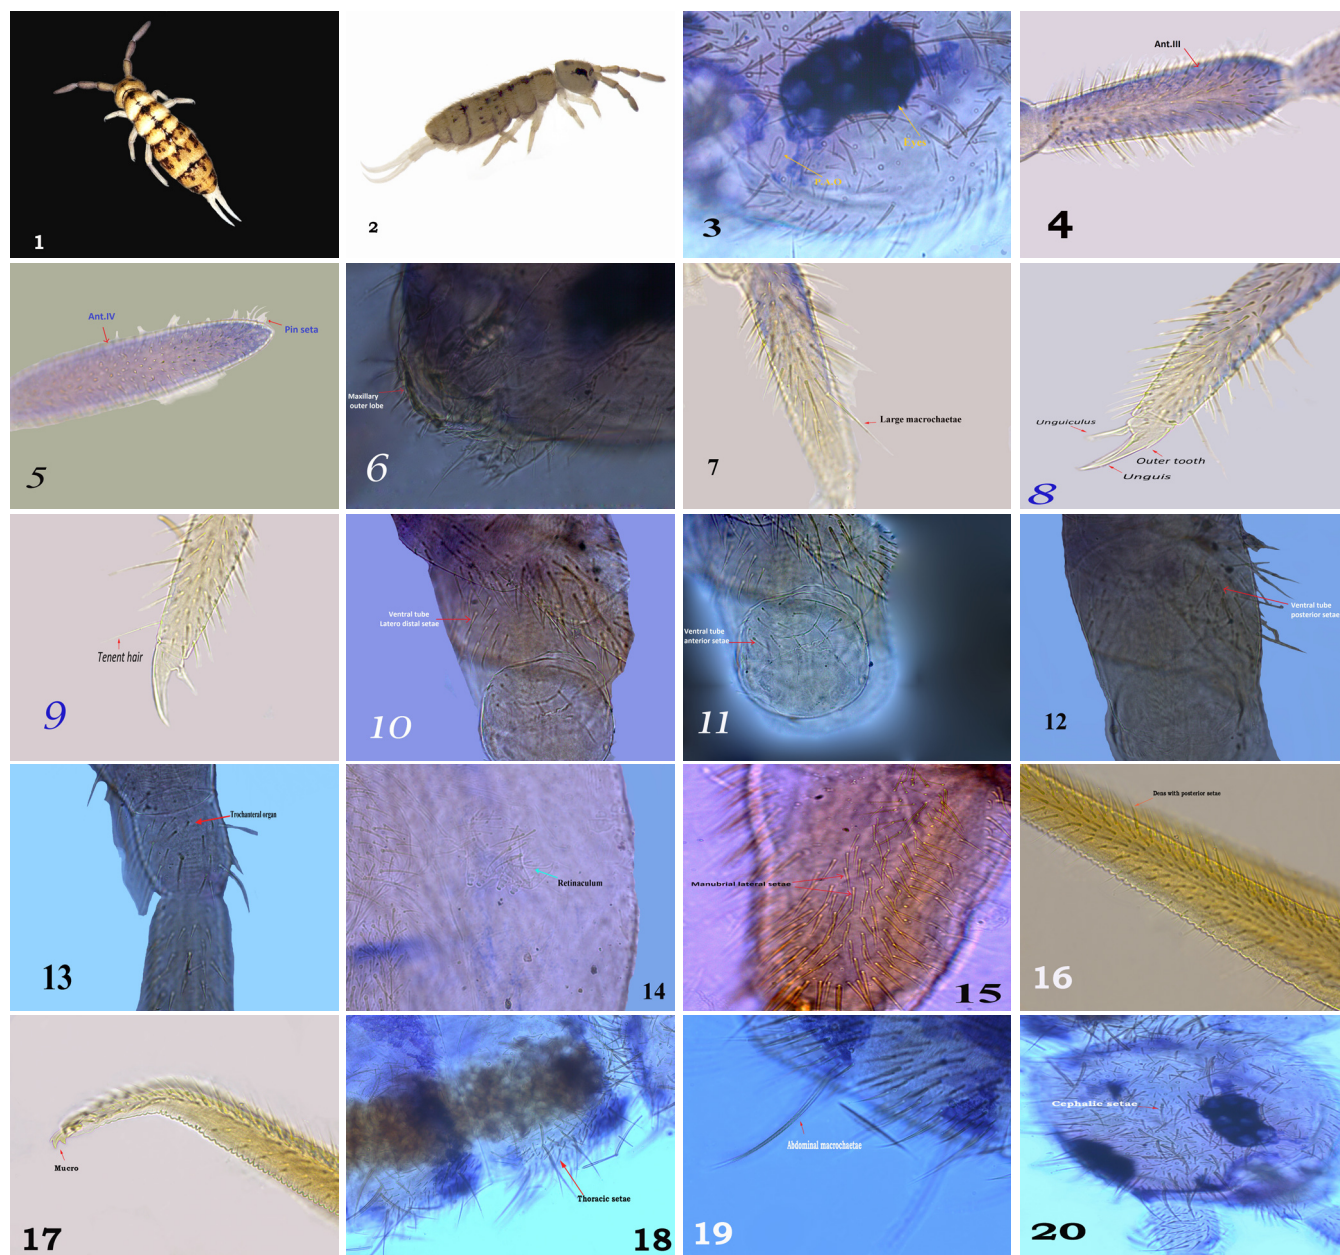 1
2
3
Ant.III
4
Ant.IV
Pin seta
5
Maxillary
outer lobe
6
Large macrochaetae
7
Unguiculus
Outer tooth
Unguis
8
Tenent hair
9
Ventral tube
Latero distal setae
10
Ventral tube
anterior setae
11
Ventral tube
posterior setae
12
Trochanteral organ
13
Retinaculum
14
Manubrial lateral setae
15
Dens with posterior setae
16
Mucro
17
Thoracic setae
18
Abdominal macrochaetae
19
Cephalic setae
20